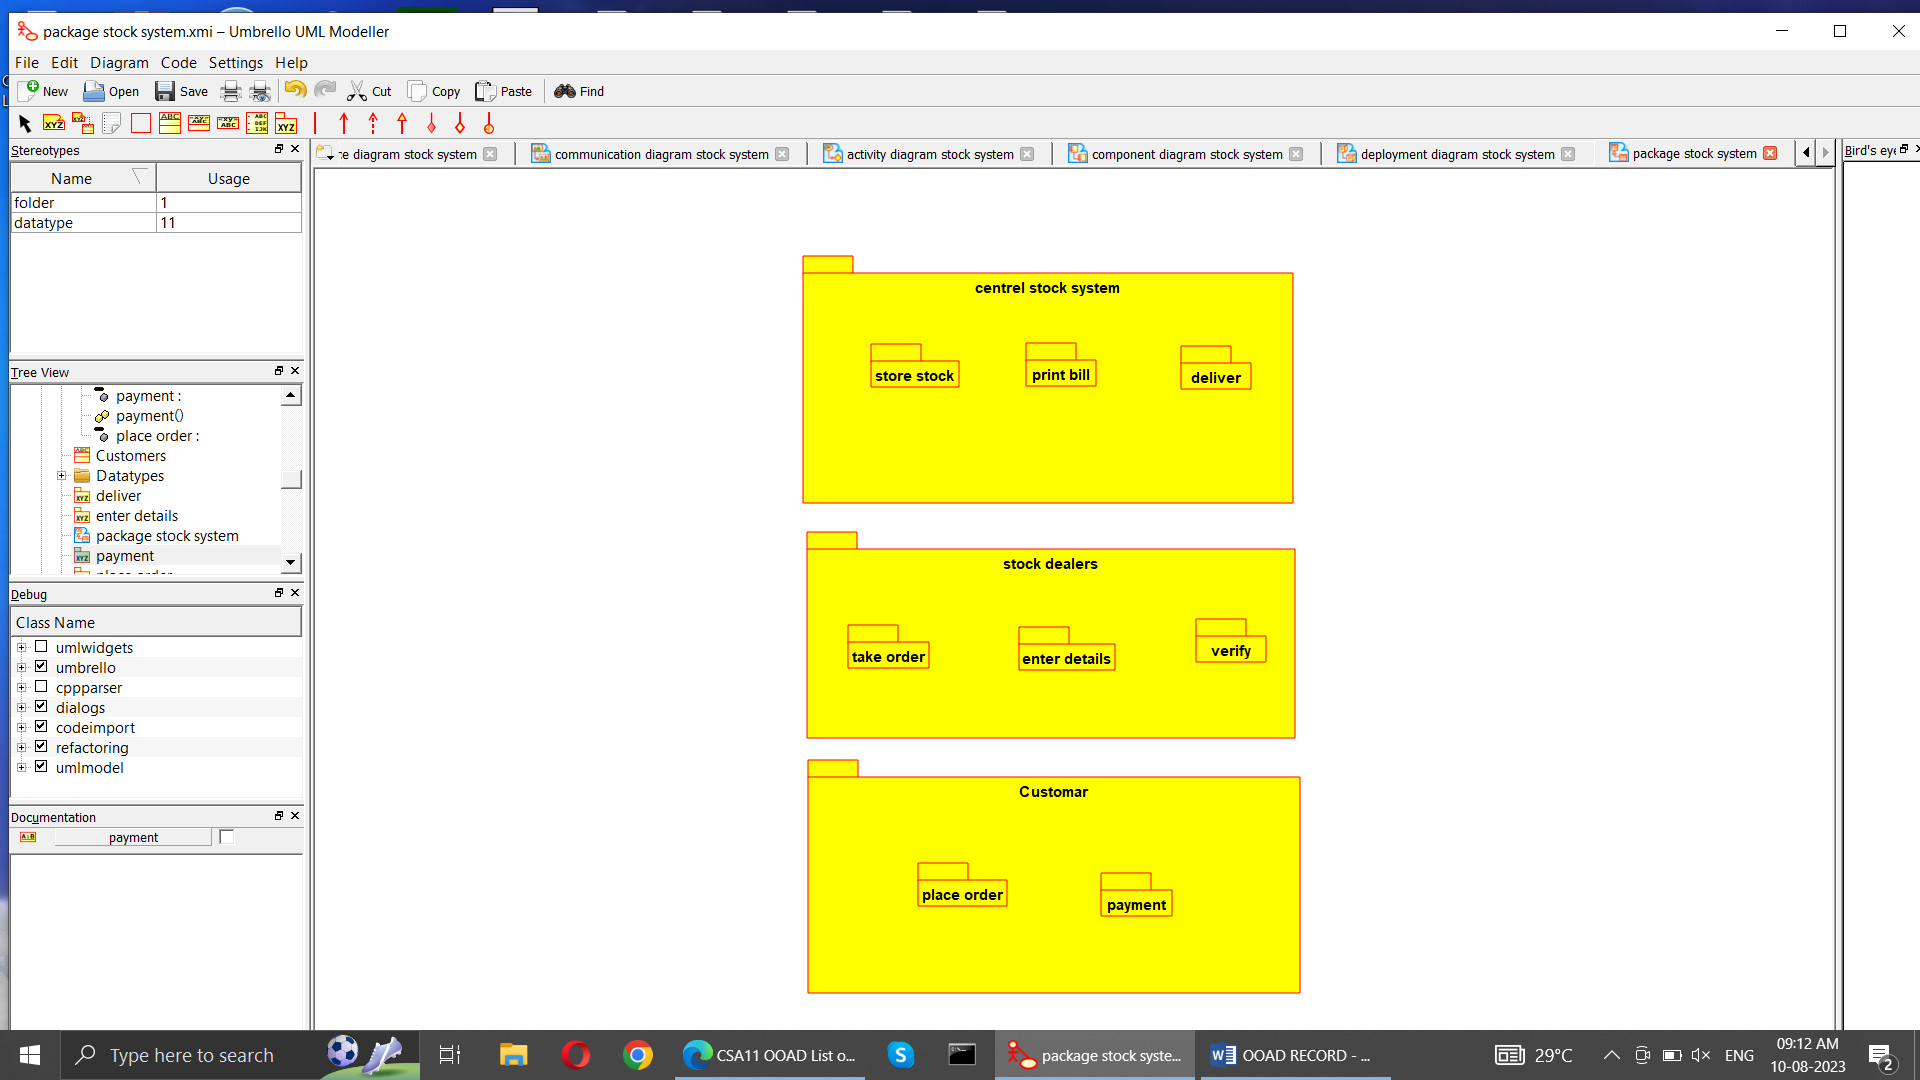 package stock system.xmi – Umbrello UML Modeller
File Edit Diagram Code Settings Help
New Open Save Cut Copy Paste Find
Stereotypes
Name Usage
folder 1
datatype 11
Tree View
payment :
payment()
place order :
Customers
Datatypes
deliver
enter details
package stock system
payment
Debug
Class Name
umlwidgets
umbrello
cppparser
dialogs
codeimport
refactoring
umlmodel
Documentation
payment
re diagram stock system communication diagram stock system activity diagram stock system component diagram stock system deployment diagram stock system package stock system
Bird's eye
centrel stock system
store stock print bill deliver
stock dealers
take order enter details verify
Customar
place order payment
Type here to search
CSA11 OOAD List o...
package stock syste...
OOAD RECORD - ...
29°C
ENG
09:12 AM
10-08-2023
2